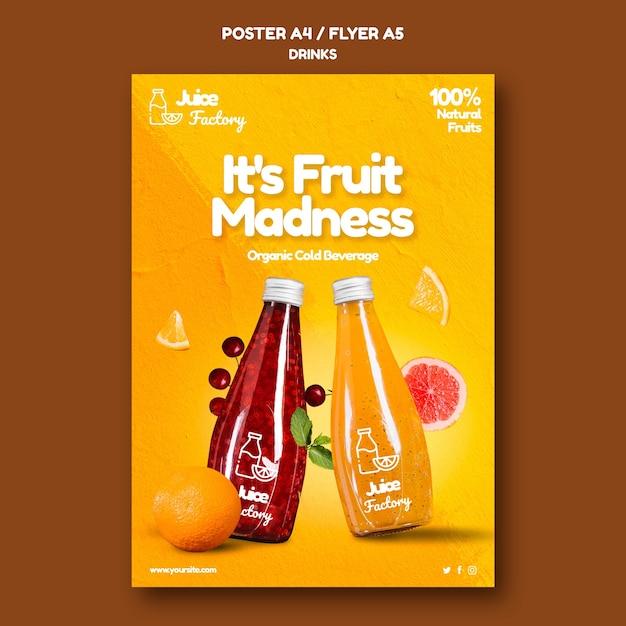 POSTER A4 / FLYER A5
DRINKS
Juice
Factory
100%
Natural
Fruits
It's Fruit
Madness
Organic Cold Beverage
Juice
Factory
Juice
Factory
www.yoursite.com